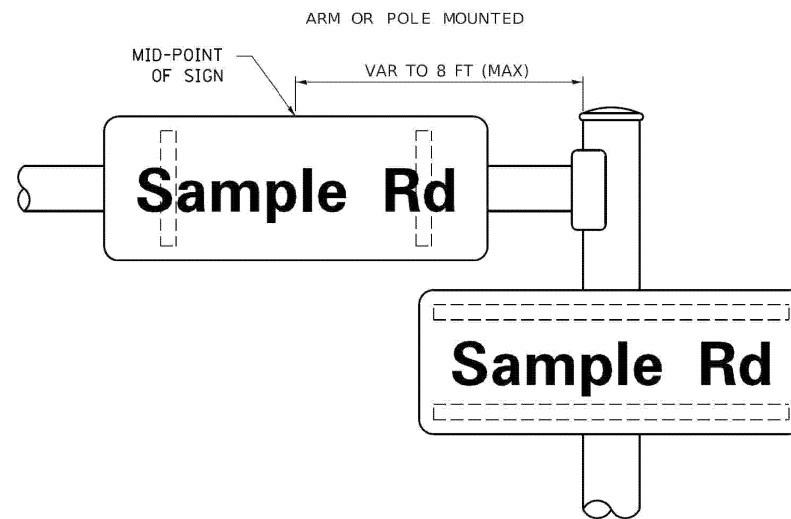 ARM OR POLE MOUNTED
MID-POINT
OF SIGN
VAR TO 8 FT (MAX)
Sample Rd
Sample Rd